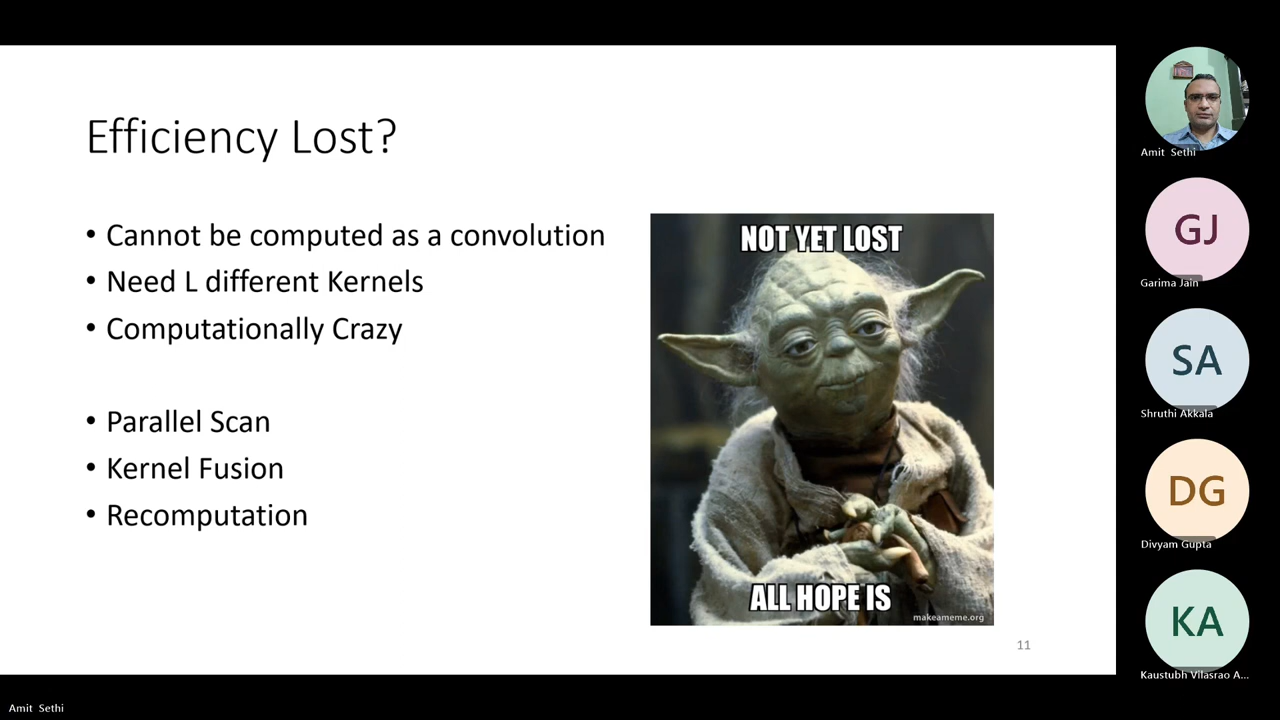 Efficiency Lost?
• Cannot be computed as a convolution
• Need L different Kernels
• Computationally Crazy
• Parallel Scan
• Kernel Fusion
• Recomputation
NOT YET LOST
ALL HOPE IS
makeameme.org
11
Amit Sethi
GJ
Garima Jain
SA
Shruthi Akkala
DG
Divyam Gupta
KA
Kaustubh Vilasrao A...
Amit Sethi